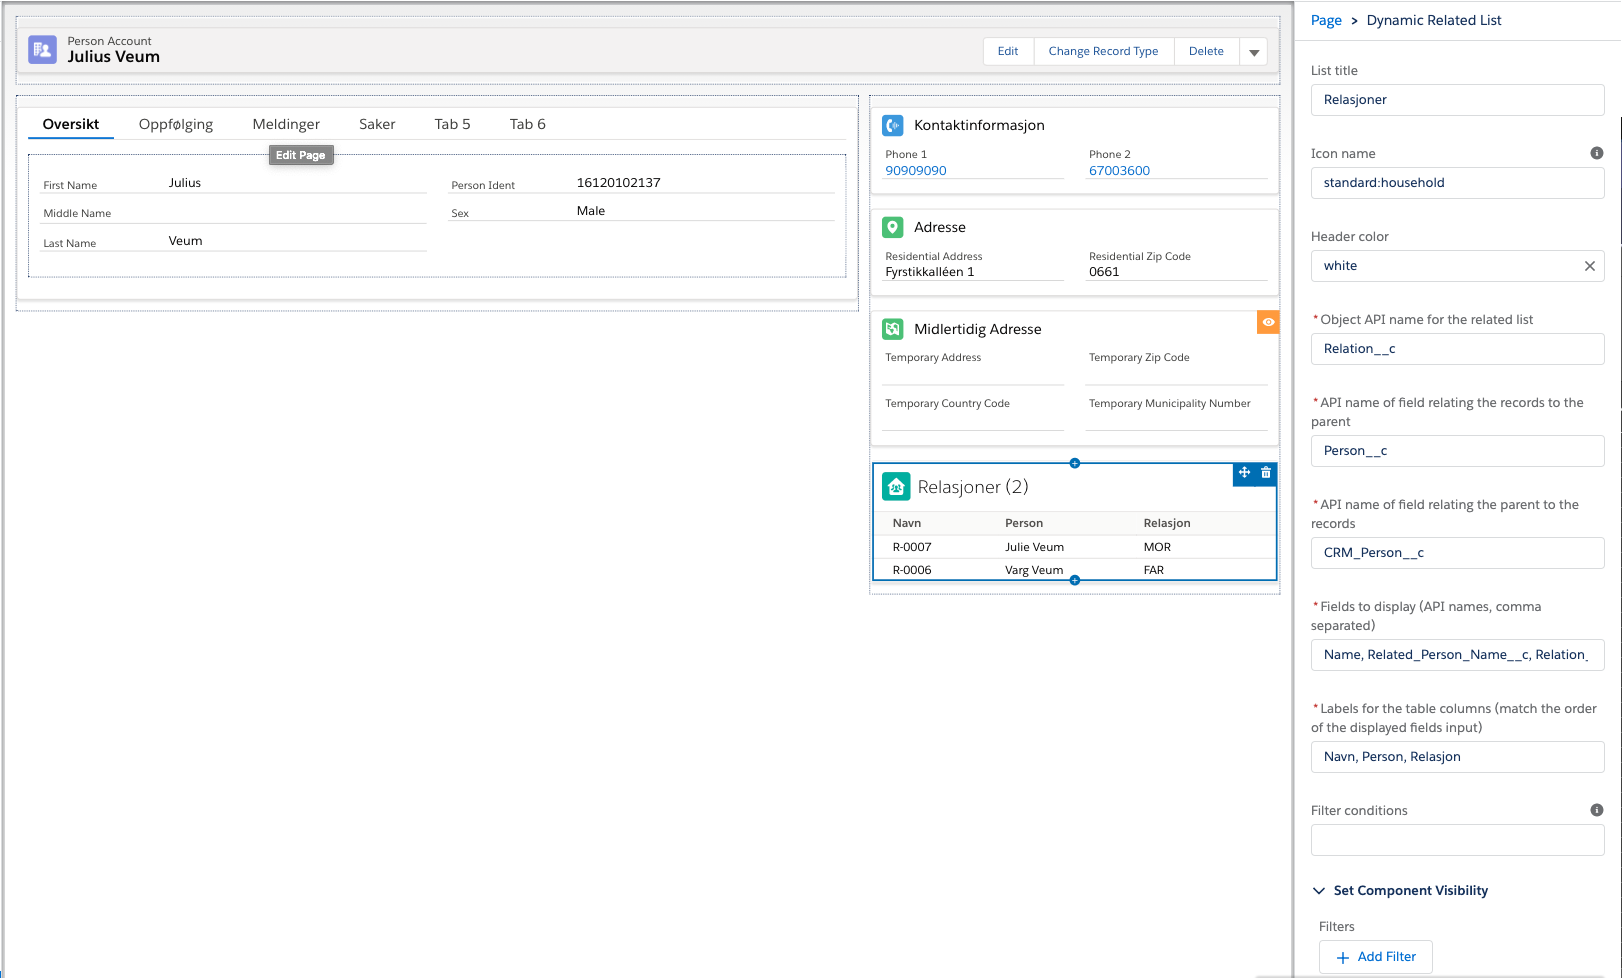 Person Account
Julius Veum
Edit
Change Record Type
Delete
Oversikt
Oppfølging
Meldinger
Saker
Tab 5
Tab 6
Edit Page
First Name
Julius
Middle Name
Last Name
Veum
Person Ident
16120102137
Sex
Male
Kontaktinformasjon
Phone 1
90909090
Phone 2
67003600
Adresse
Residential Address
Fyrstikkalléen 1
Residential Zip Code
0661
Midlertidig Adresse
Temporary Address
Temporary Zip Code
Temporary Country Code
Temporary Municipality Number
Relasjoner (2)
Navn Person Relasjon
R-0007 Julie Veum MOR
R-0006 Varg Veum FAR
Page > Dynamic Related List
List title
Relasjoner
Icon name
standard:household
Header color
white
*Object API name for the related list
Relation__c
*API name of field relating the records to the
parent
Person__c
*API name of field relating the parent to the
records
CRM_Person__c
*Fields to display (API names, comma
separated)
Name, Related_Person_Name__c, Relation_
*Labels for the table columns (match the order
of the displayed fields input)
Navn, Person, Relasjon
Filter conditions
Set Component Visibility
Filters
+ Add Filter